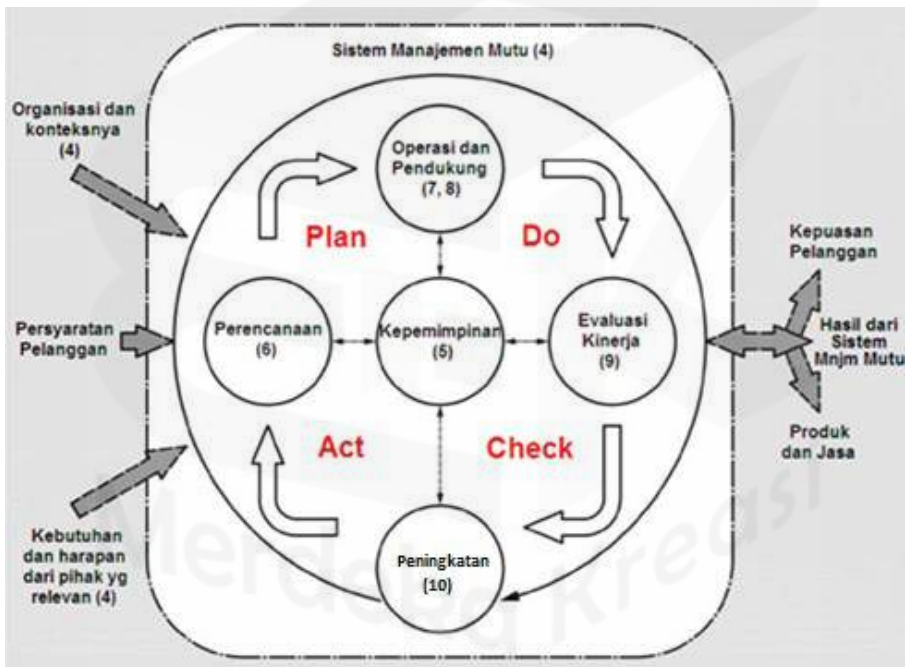 Sistem Manajemen Mutu (4)
Organisasi dan
konteksnya
(4)
Operasi dan
Pendukung
(7, 8)
Plan
Do
Kepuasan
Pelanggan
Persyaratan
Pelanggan
Perencanaan
(6)
Kepemimpinan
(5)
Evaluasi
Kinerja
(9)
Hasil dari
Sistem
Mnjm Mutu
Act
Check
Produk
dan Jasa
Kebutuhan
dan harapan
dari pihak yg
relevan (4)
Peningkatan
(10)
Merdeka Kreasi